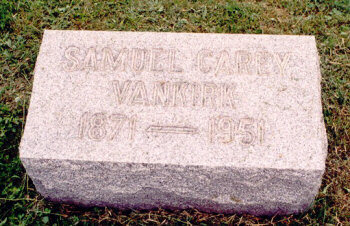 SAMUEL CAREY
VANKIRK
1871 — 1951